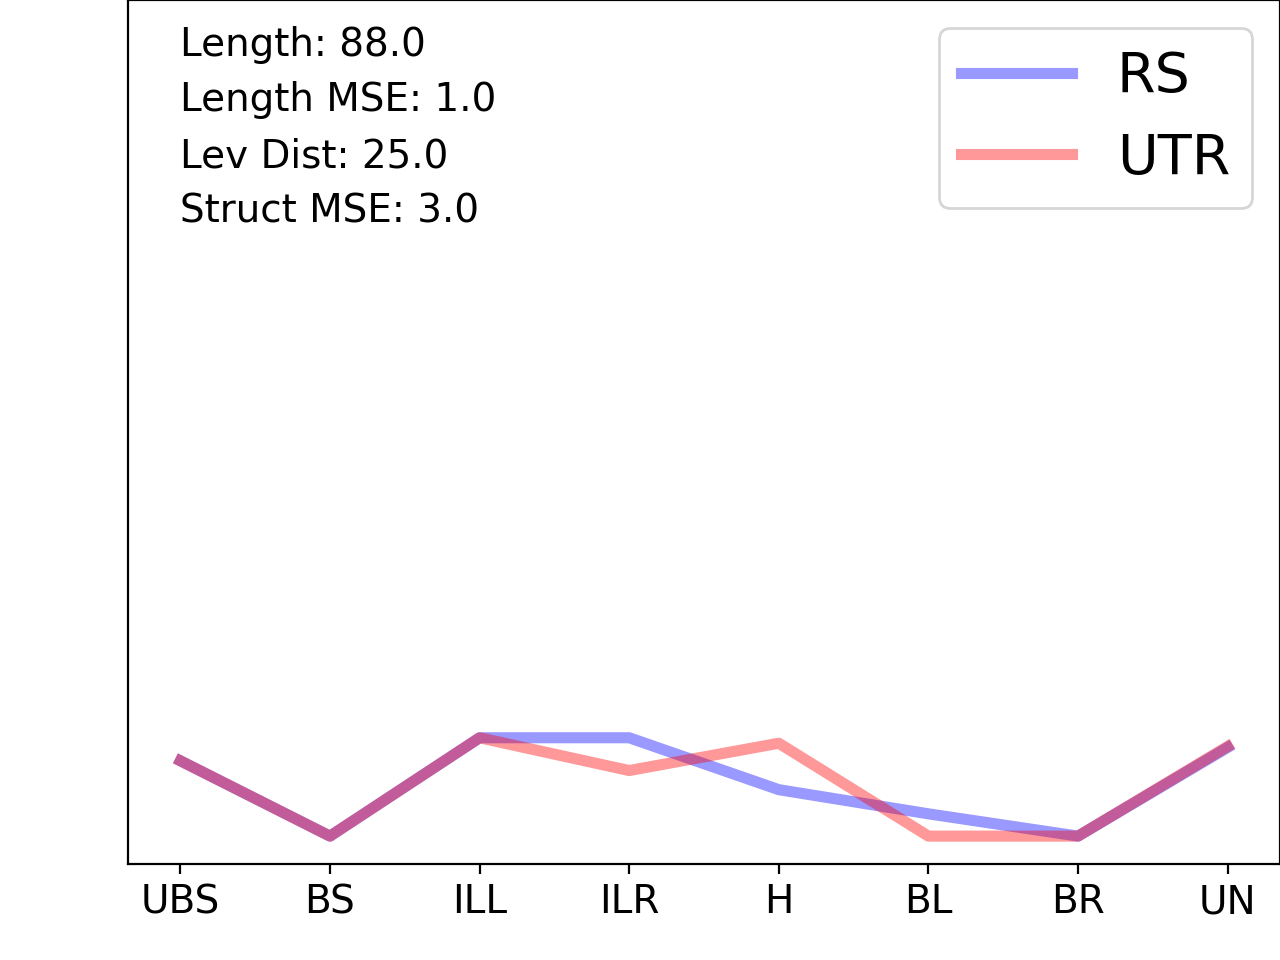 Length: 88.0
Length MSE: 1.0
Lev Dist: 25.0
Struct MSE: 3.0
RS
UTR
UBS BS ILL ILR H BL BR UN